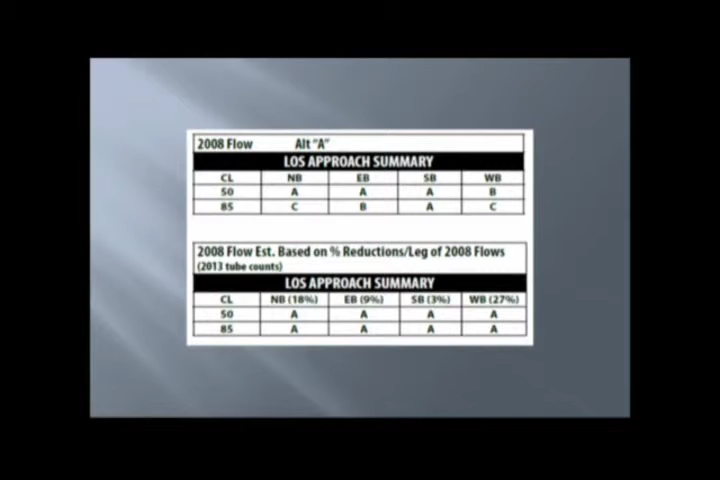 2008 Flow Alt "A"
LOS APPROACH SUMMARY
CL NB EB SB WB
50 A A A B
85 C B A C
2008 Flow Est. Based on % Reductions/Leg of 2008 Flows
(2013 tube counts)
LOS APPROACH SUMMARY
CL NB (18%) EB (9%) SB (3%) WB (27%)
50 A A A A
85 A A A A